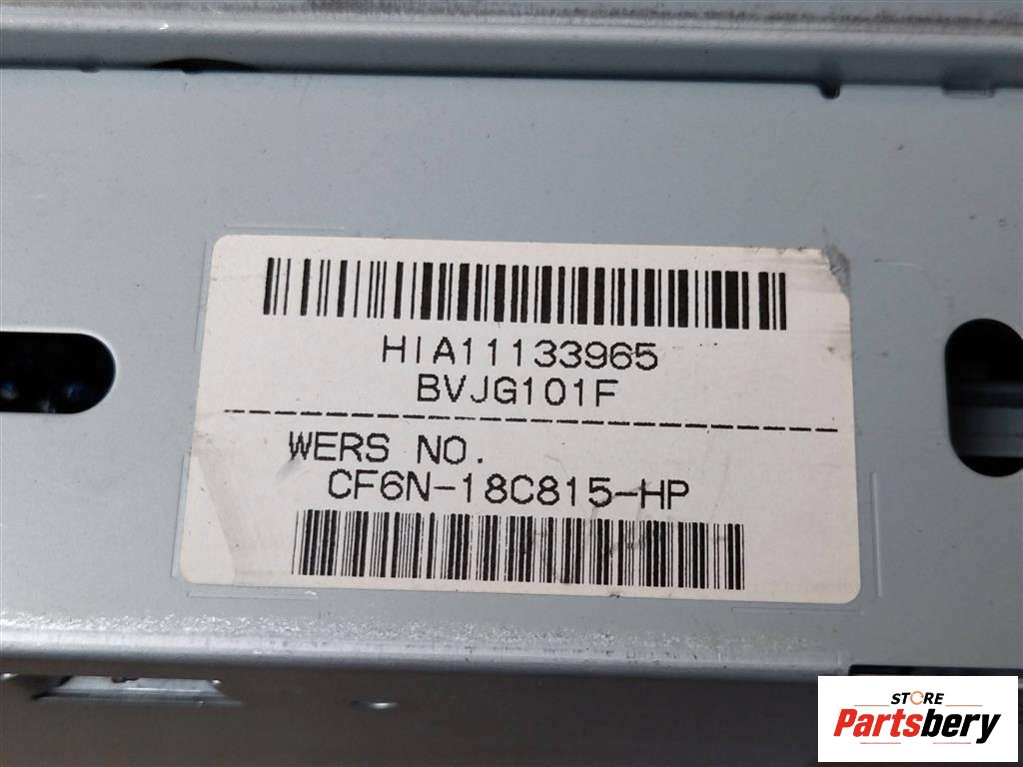 HIA11133965
BVJG101F
WERS NO.
CF6N-18C815-HP
STORE
Partsbery